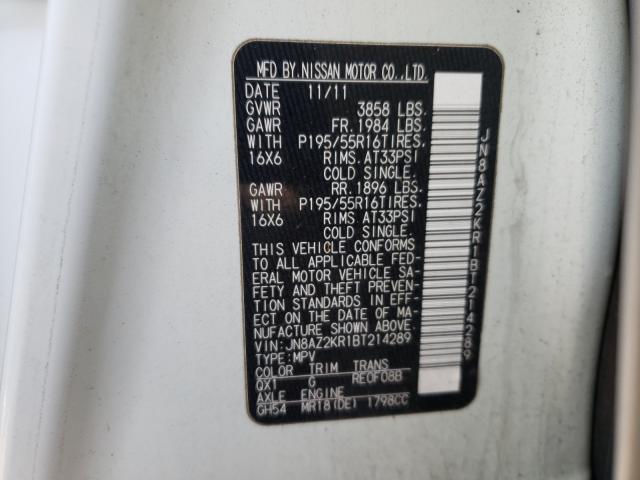 MFD BY.NISSAN MOTOR CO.,LTD.
DATE 11/11
GVWR 3858 LBS.
GAWR FR.1984 LBS.
WITH P195/55R16TIRES,
16X6 RIMS.AT33PSI
COLD SINGLE.
GAWR RR.1896 LBS.
WITH P195/55R16TIRES,
16X6 RIMS.AT33PSI
COLD SINGLE.
THIS VEHICLE CONFORMS
TO ALL APPLICABLE FED-
ERAL MOTOR VEHICLE SA-
FETY AND THEFT PREVEN-
TION STANDARDS IN EFF-
ECT ON THE DATE OF MA-
NUFACTURE SHOWN ABOVE.
VIN:JN8AZ2KR1BT214289
TYPE:MPV
COLOR TRIM TRANS
QX1 G RE0F08B
AXLE ENGINE
GH54 MR18(DE) 1798CC
JN8AZ2KR1BT214289